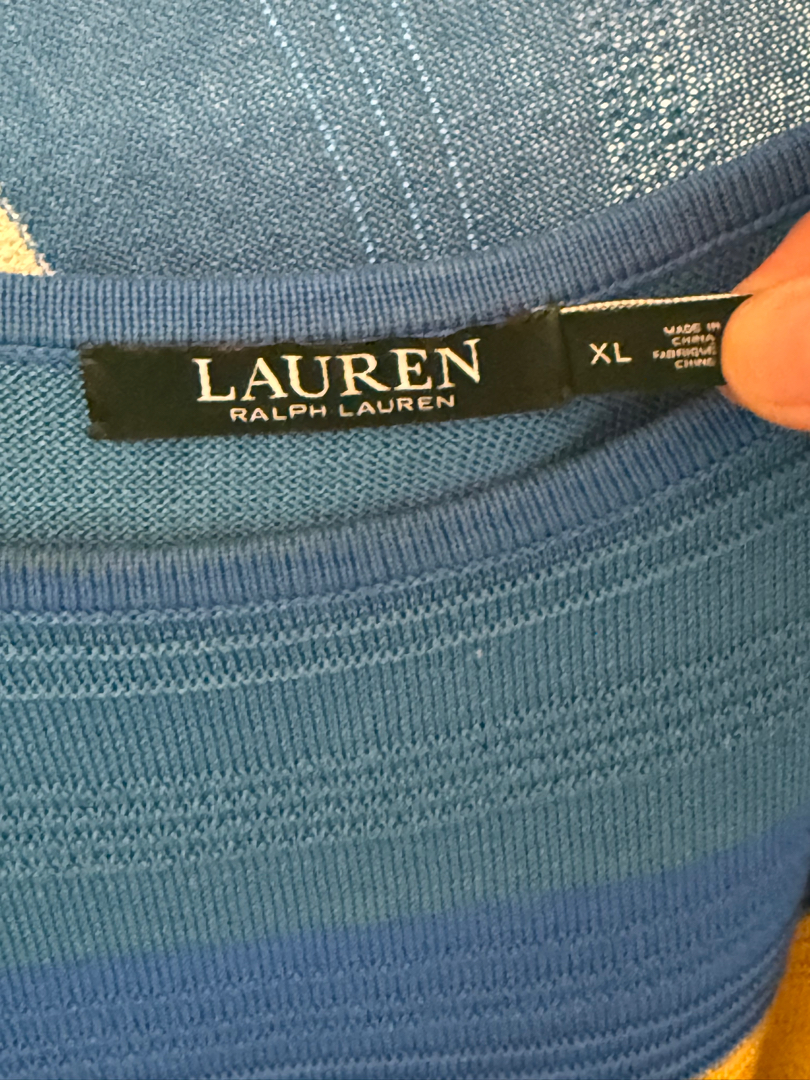 LAUREN
RALPH LAUREN
XL
MADE IN
CHINA
FABRIQUÉ
CHINE